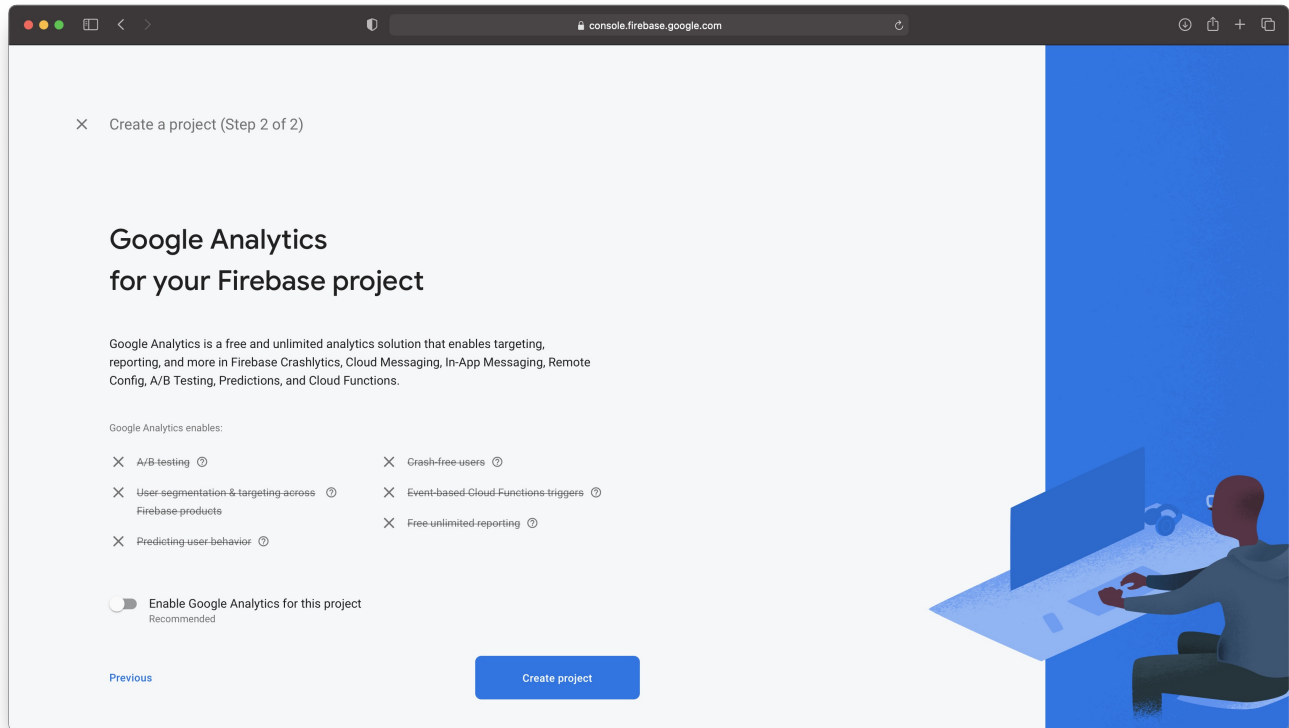 console.firebase.google.com
Create a project (Step 2 of 2)
Google Analytics
for your Firebase project
Google Analytics is a free and unlimited analytics solution that enables targeting,
reporting, and more in Firebase Crashlytics, Cloud Messaging, In-App Messaging, Remote
Config, A/B Testing, Predictions, and Cloud Functions.
Google Analytics enables:
A/B testing
User segmentation & targeting across
Firebase products
Predicting user behavior
Crash-free users
Event-based Cloud Functions triggers
Free unlimited reporting
Enable Google Analytics for this project
Recommended
Previous
Create project